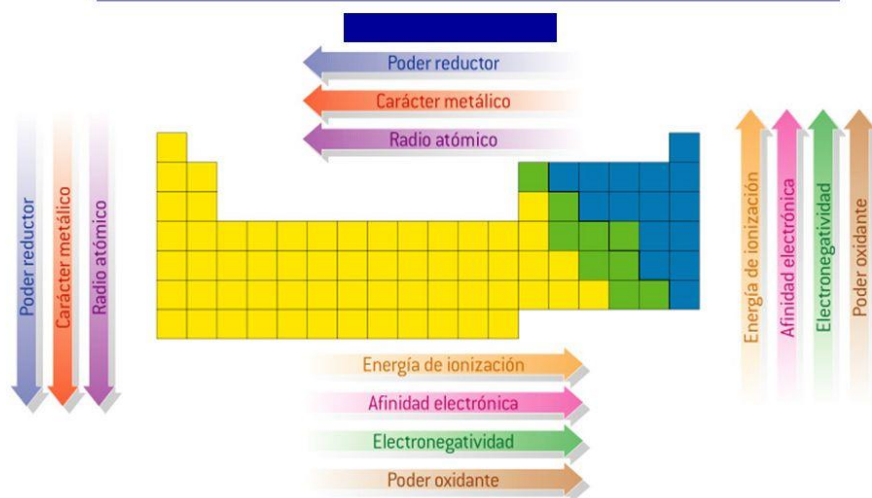 Poder reductor
Carácter metálico
Radio atómico
Poder reductor
Carácter metálico
Radio atómico
Energía de ionización
Afinidad electrónica
Electronegatividad
Poder oxidante
Energía de ionización
Afinidad electrónica
Electronegatividad
Poder oxidante